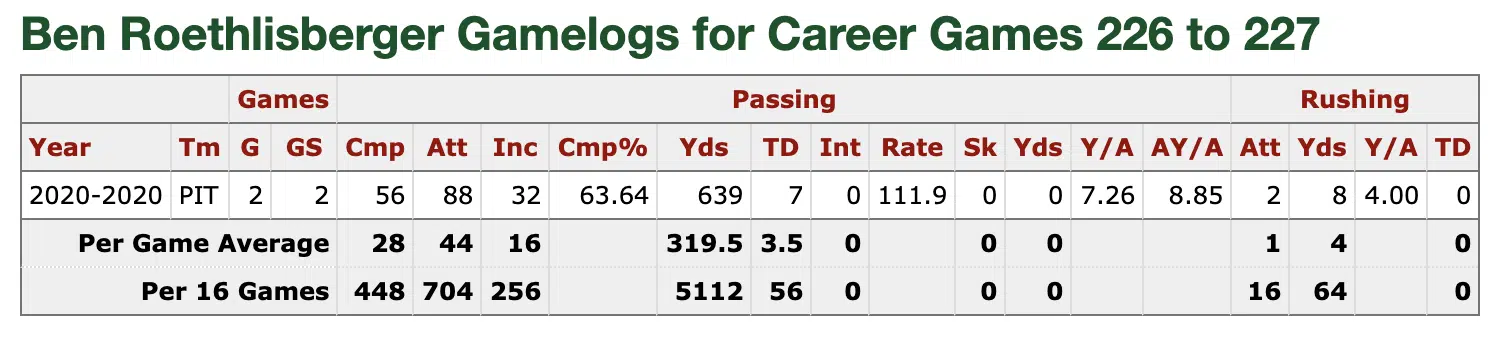 Ben Roethlisberger Gamelogs for Career Games 226 to 227
Games Passing Rushing
Year Tm G GS Cmp Att Inc Cmp% Yds TD Int Rate Sk Yds Y/A AY/A Att Yds Y/A TD
2020-2020 PIT 2 2 56 88 32 63.64 639 7 0 111.9 0 0 7.26 8.85 2 8 4.00 0
Per Game Average 28 44 16 319.5 3.5 0 0 0 1 4 0
Per 16 Games 448 704 256 5112 56 0 0 0 16 64 0